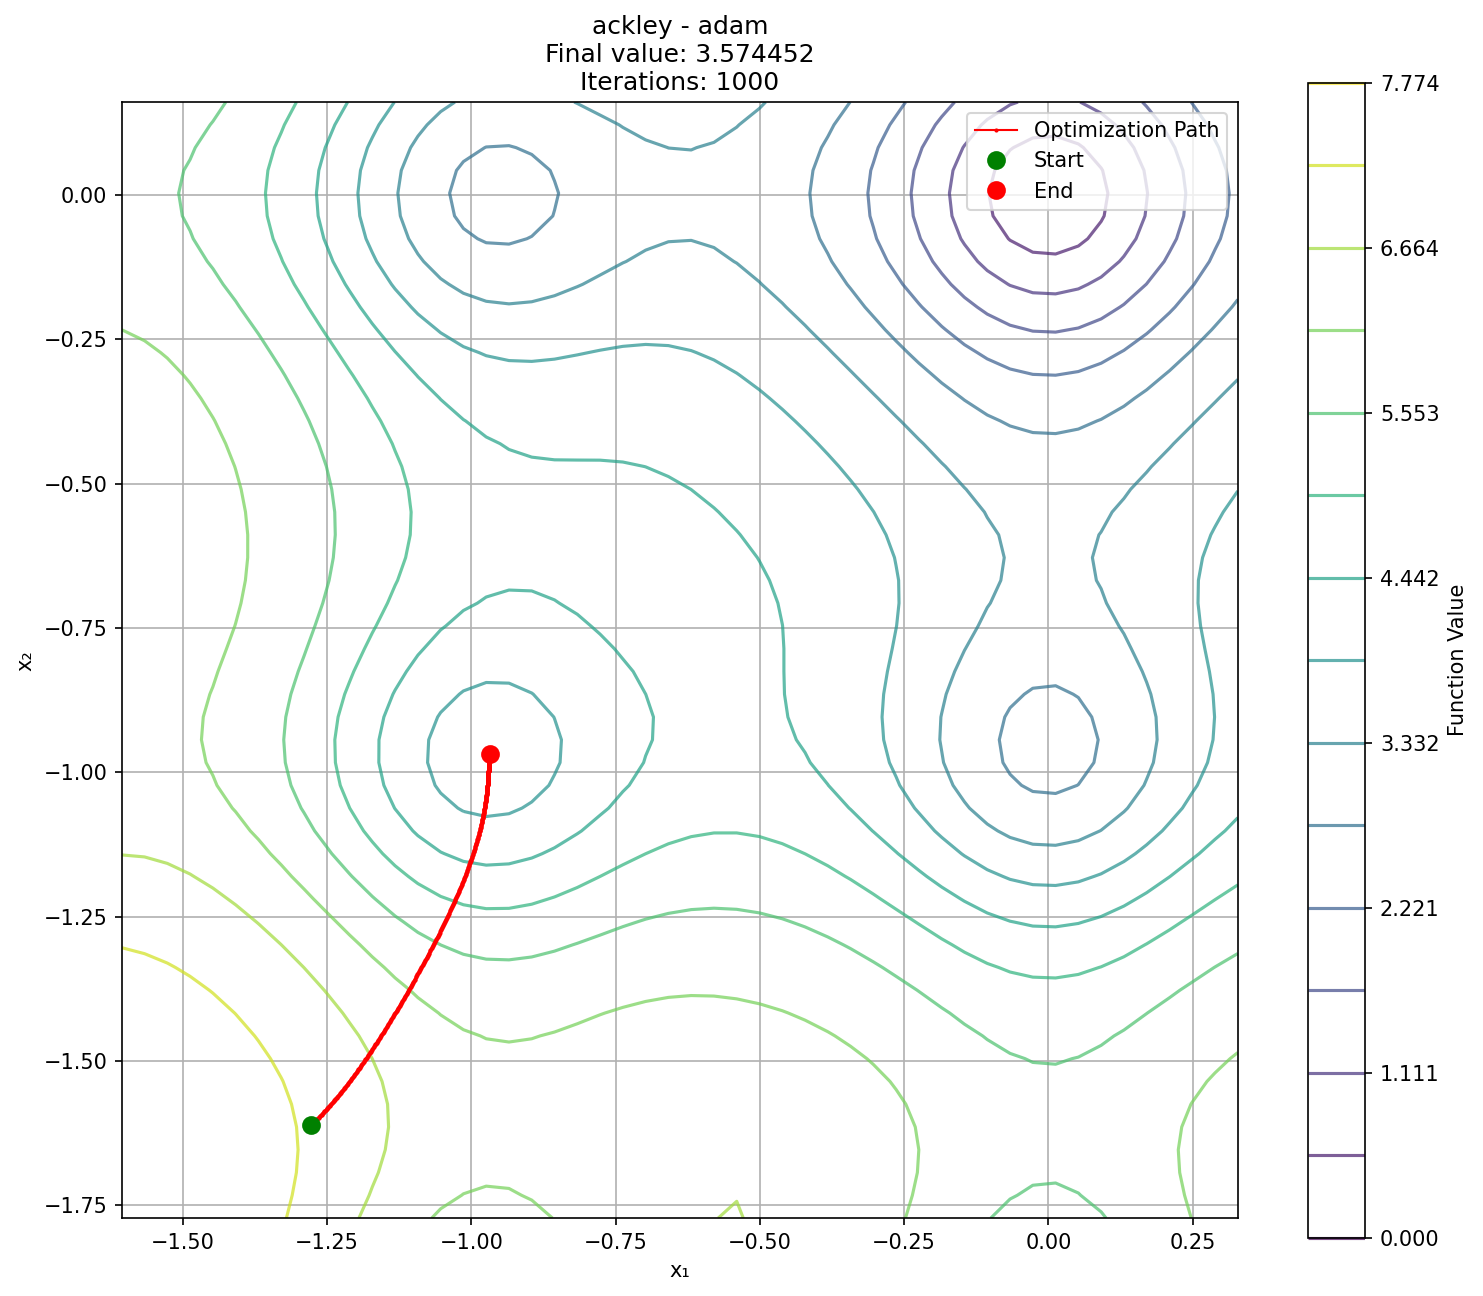 ackley - adam
Final value: 3.574452
Iterations: 1000
Optimization Path
Start
End
0.00
−0.25
−0.50
−0.75
−1.00
−1.25
−1.50
−1.75
x₂
−1.50
−1.25
−1.00
−0.75
−0.50
−0.25
0.00
0.25
x₁
7.774
6.664
5.553
4.442
3.332
2.221
1.111
0.000
Function Value